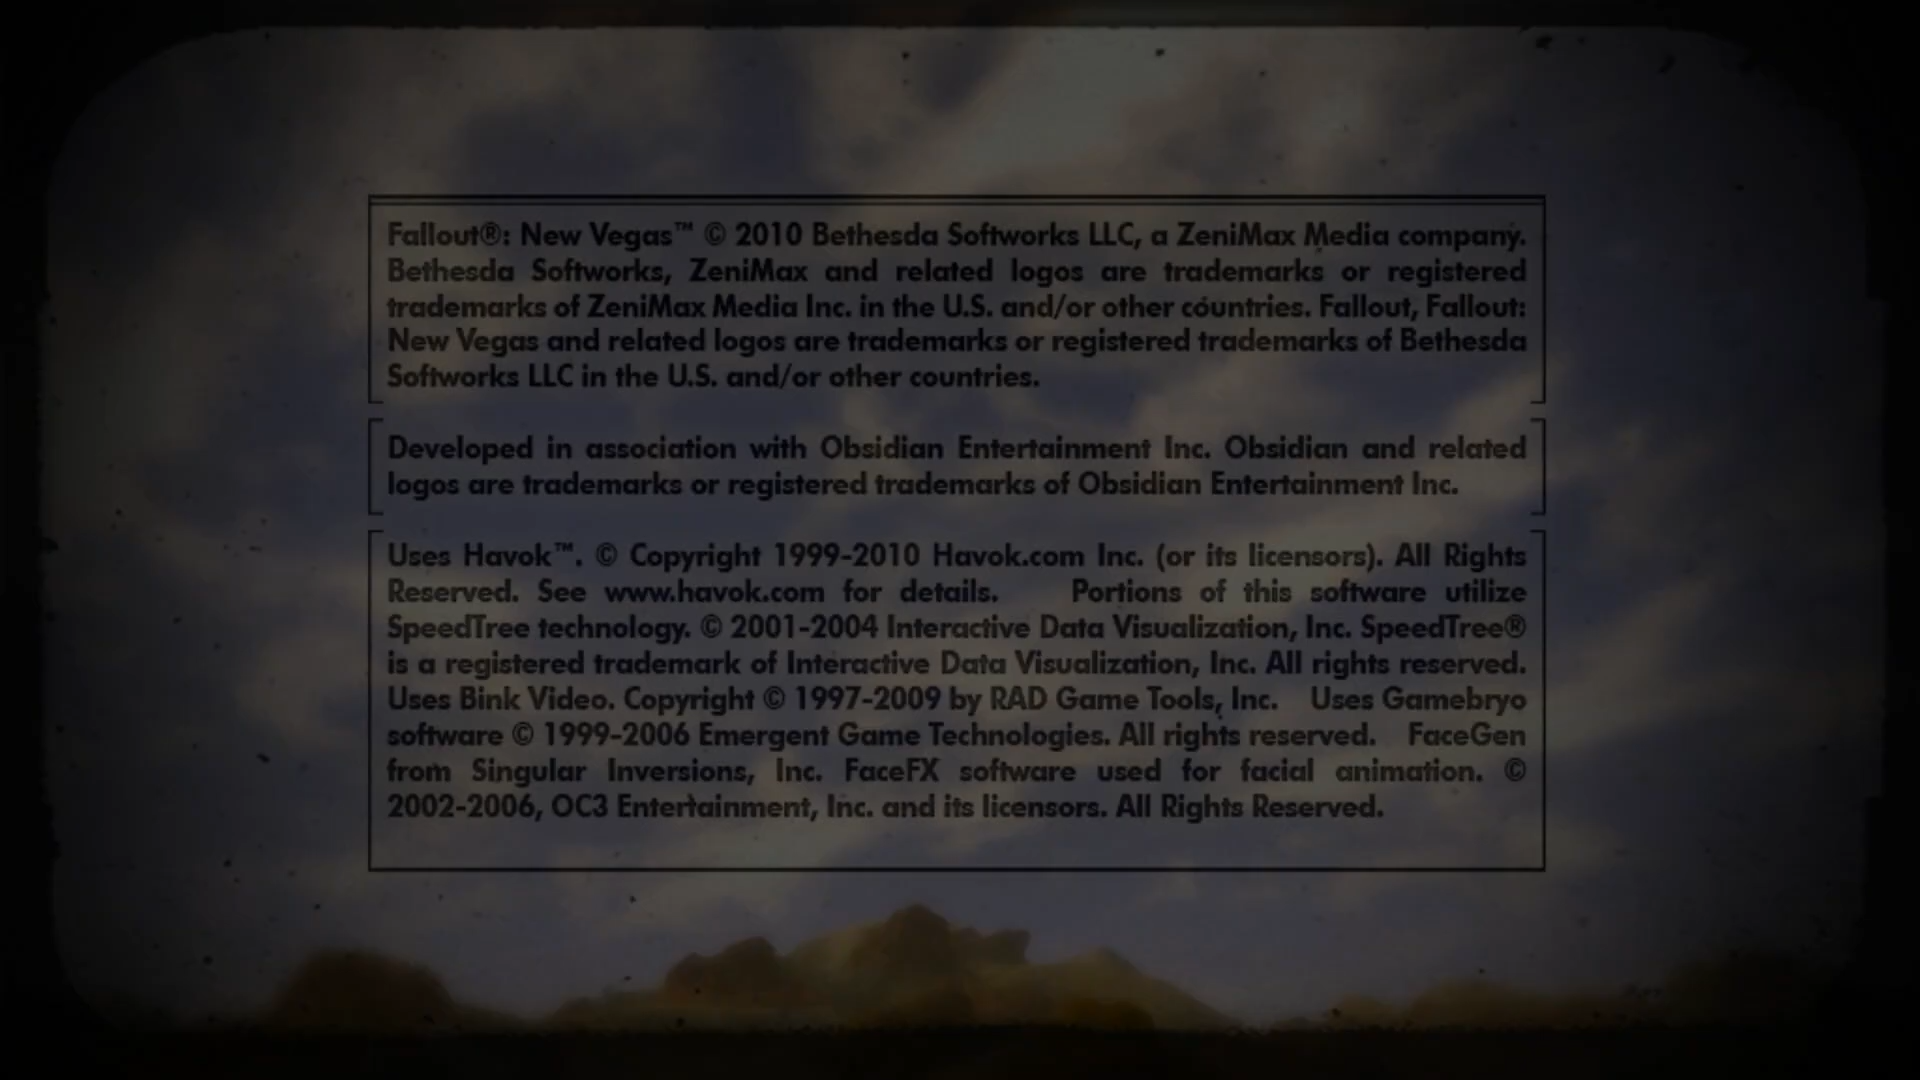 Fallout®: New Vegas™ © 2010 Bethesda Softworks LLC, a ZeniMax Media company.
Bethesda Softworks, ZeniMax and related logos are trademarks or registered
trademarks of ZeniMax Media Inc. in the U.S. and/or other countries. Fallout, Fallout:
New Vegas and related logos are trademarks or registered trademarks of Bethesda
Softworks LLC in the U.S. and/or other countries.
Developed in association with Obsidian Entertainment Inc. Obsidian and related
logos are trademarks or registered trademarks of Obsidian Entertainment Inc.
Uses Havok™. © Copyright 1999-2010 Havok.com Inc. (or its licensors). All Rights
Reserved. See www.havok.com for details. Portions of this software utilize
SpeedTree technology. © 2001-2004 Interactive Data Visualization, Inc. SpeedTree®
is a registered trademark of Interactive Data Visualization, Inc. All rights reserved.
Uses Bink Video. Copyright © 1997-2009 by RAD Game Tools, Inc. Uses Gamebryo
software © 1999-2006 Emergent Game Technologies. All rights reserved. FaceGen
from Singular Inversions, Inc. FaceFX software used for facial animation. ©
2002-2006, OC3 Entertainment, Inc. and its licensors. All Rights Reserved.